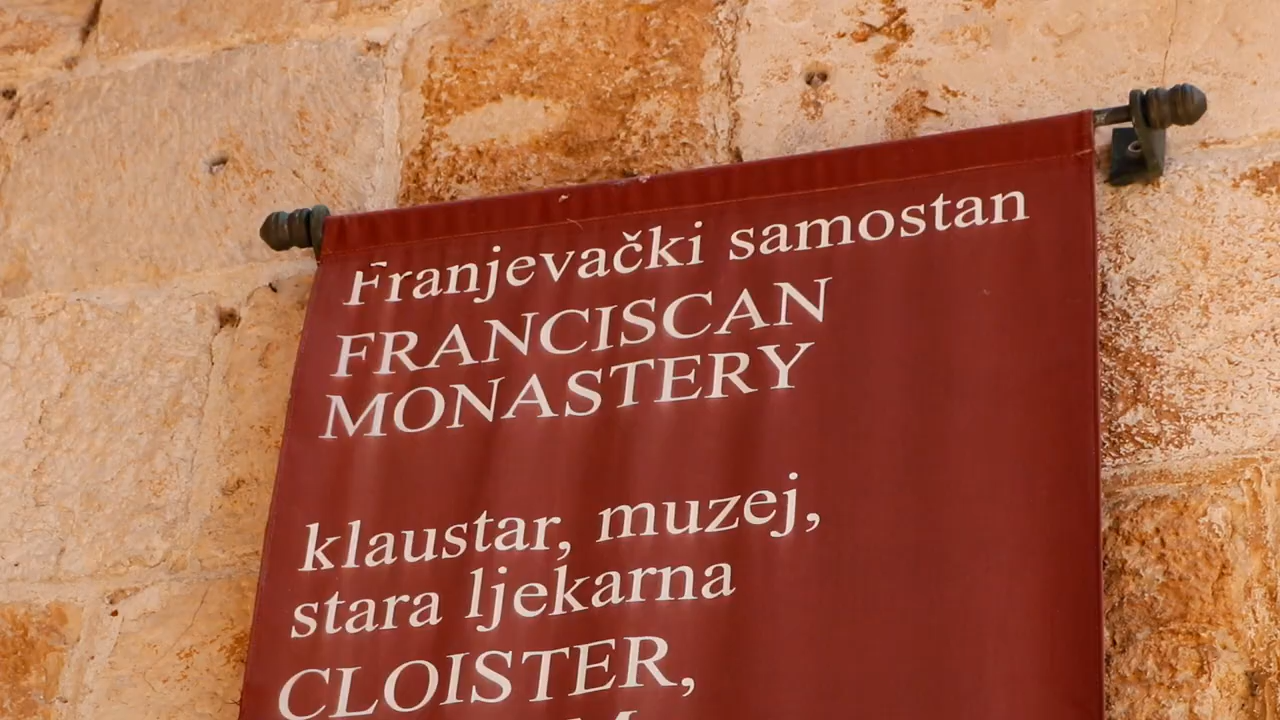 Franjevački samostan
FRANCISCAN
MONASTERY
klaustar, muzej,
stara ljekarna
CLOISTER,